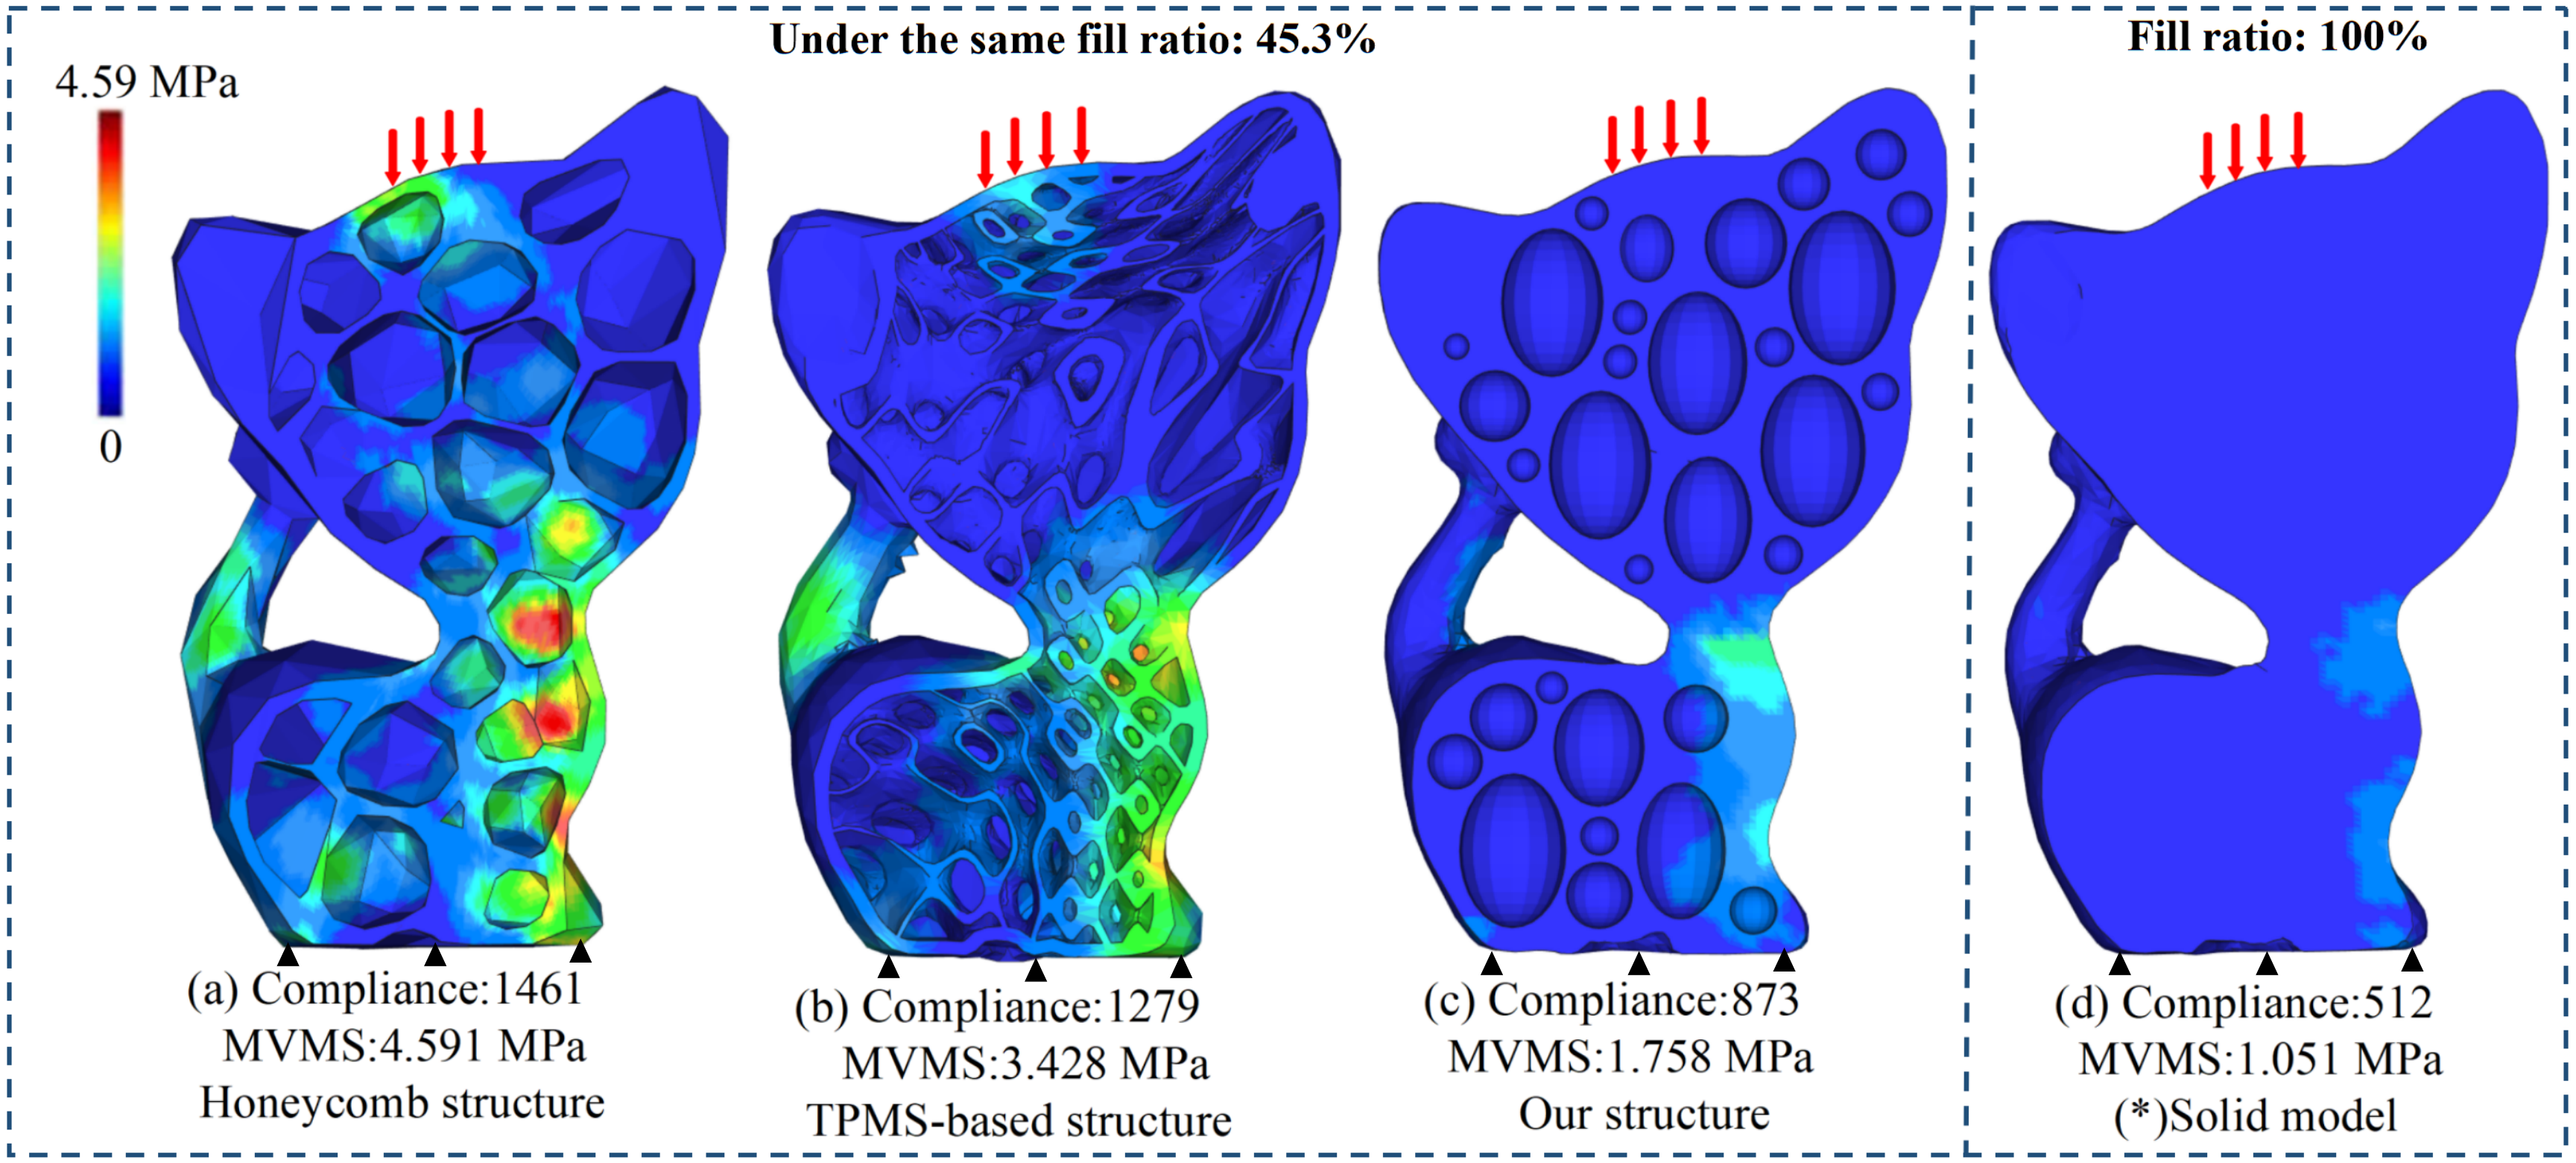 Under the same fill ratio: 45.3%
Fill ratio: 100%
4.59 MPa
0
(a) Compliance:1461
MVMS:4.591 MPa
Honeycomb structure
(b) Compliance:1279
MVMS:3.428 MPa
TPMS-based structure
(c) Compliance:873
MVMS:1.758 MPa
Our structure
(d) Compliance:512
MVMS:1.051 MPa
(*)Solid model